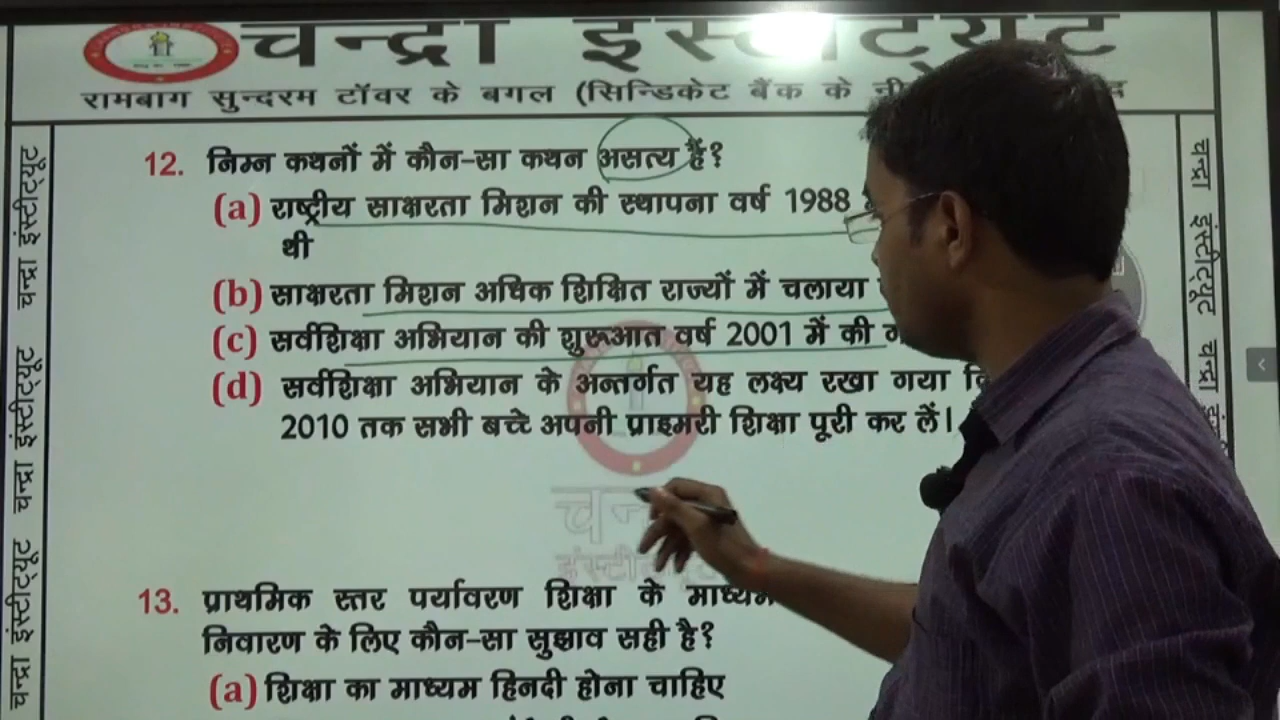 चन्द्रा इंस्टीट्यूट
रामबाग सुन्दरम टॉवर के बगल (सिन्डिकेट बैंक के
12. निम्न कथनों में कौन-सा कथन असत्य हैं?
(a) राष्ट्रीय साक्षरता मिशन की स्थापना वर्ष 1988
थी
(b) साक्षरता मिशन अधिक शिक्षित राज्यों में चलाया
(c) सर्वशिक्षा अभियान की शुरूआत वर्ष 2001 में की
(d) सर्वशिक्षा अभियान के अन्तर्गत यह लक्ष्य रखा गया
2010 तक सभी बच्चे अपनी प्राइमरी शिक्षा पूरी कर लें।
13. प्राथमिक स्तर पर्यावरण शिक्षा के माध्यम
निवारण के लिए कौन-सा सुझाव सही है?
(a) शिक्षा का माध्यम हिनदी होना चाहिए
चन्द्रा इंस्टीट्यूट चन्द्रा इंस्टीट्यूट चन्द्रा इंस्टीट्यूट
चन्द्रा इंस्टीट्यूट चन्द्रा